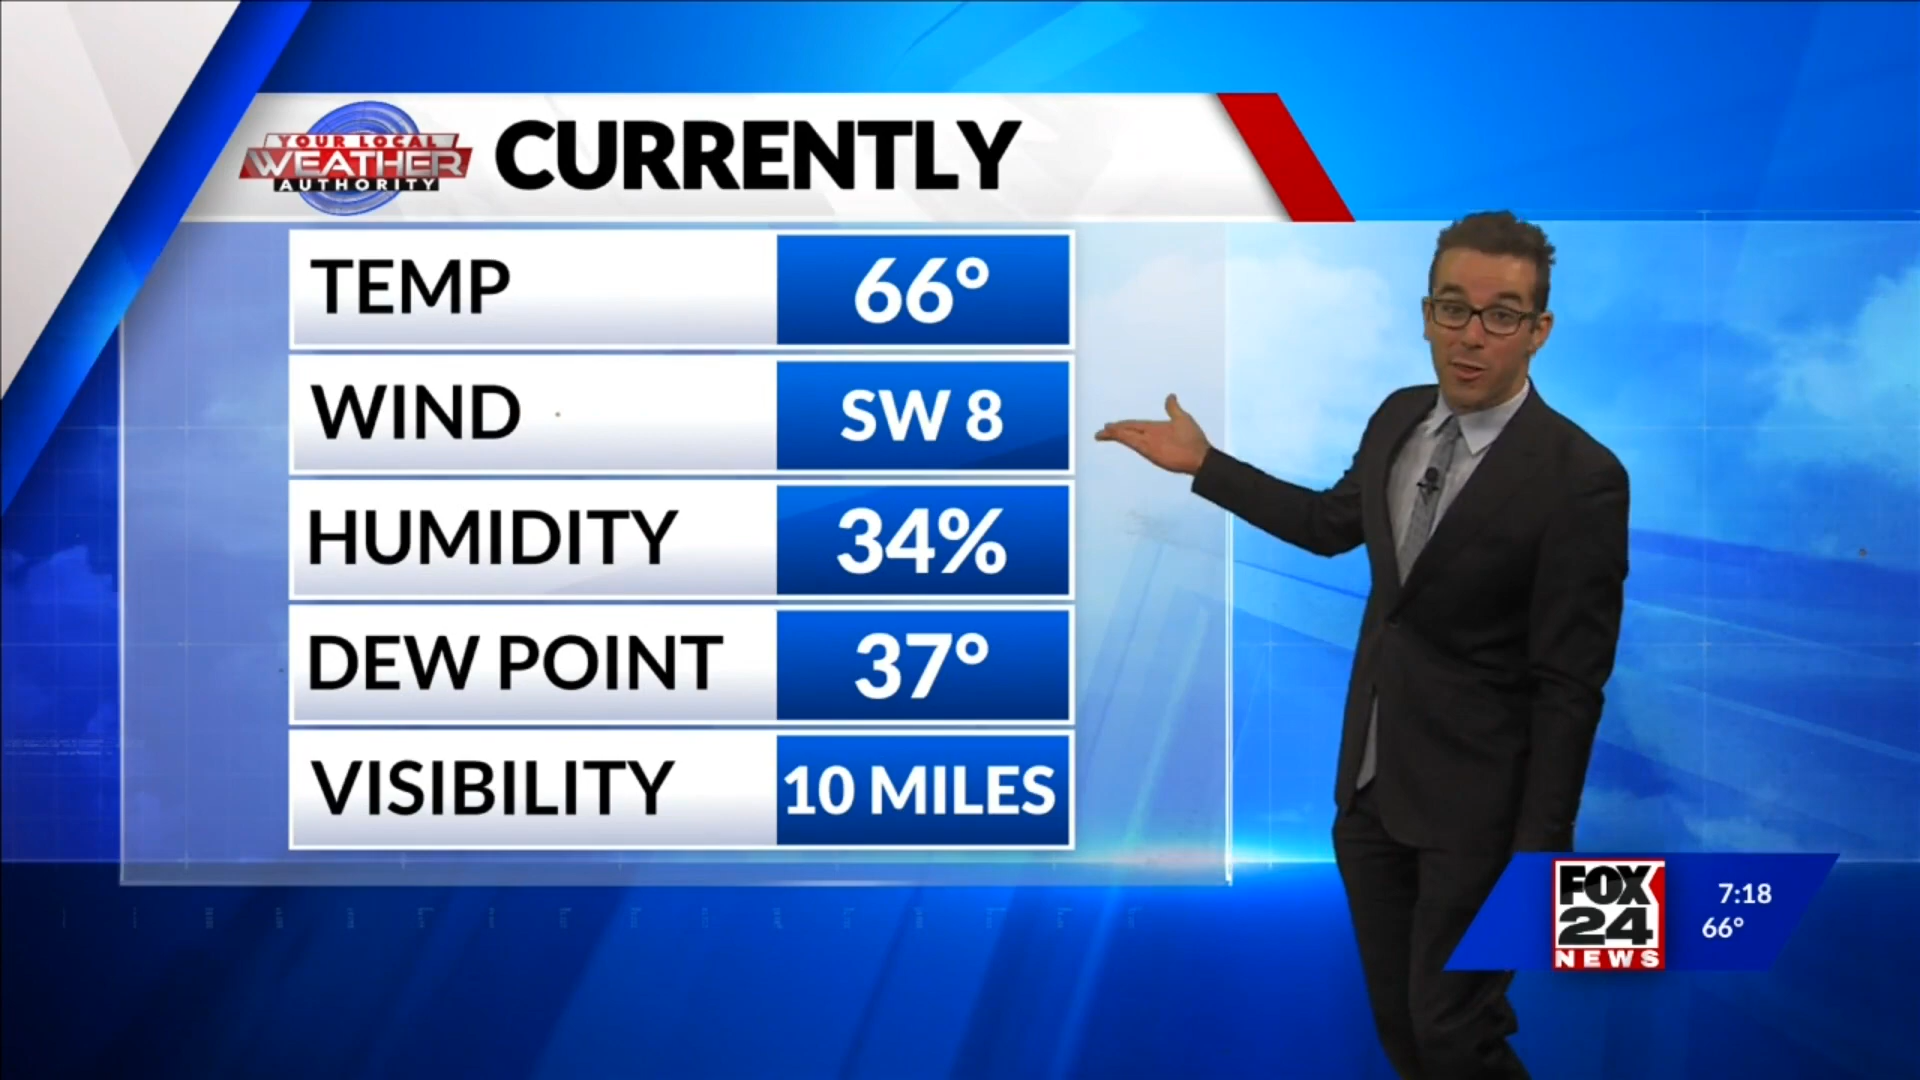 YOUR LOCAL
WEATHER
AUTHORITY
CURRENTLY
TEMP 66°
WIND SW 8
HUMIDITY 34%
DEW POINT 37°
VISIBILITY 10 MILES
FOX
24
NEWS
7:18
66°